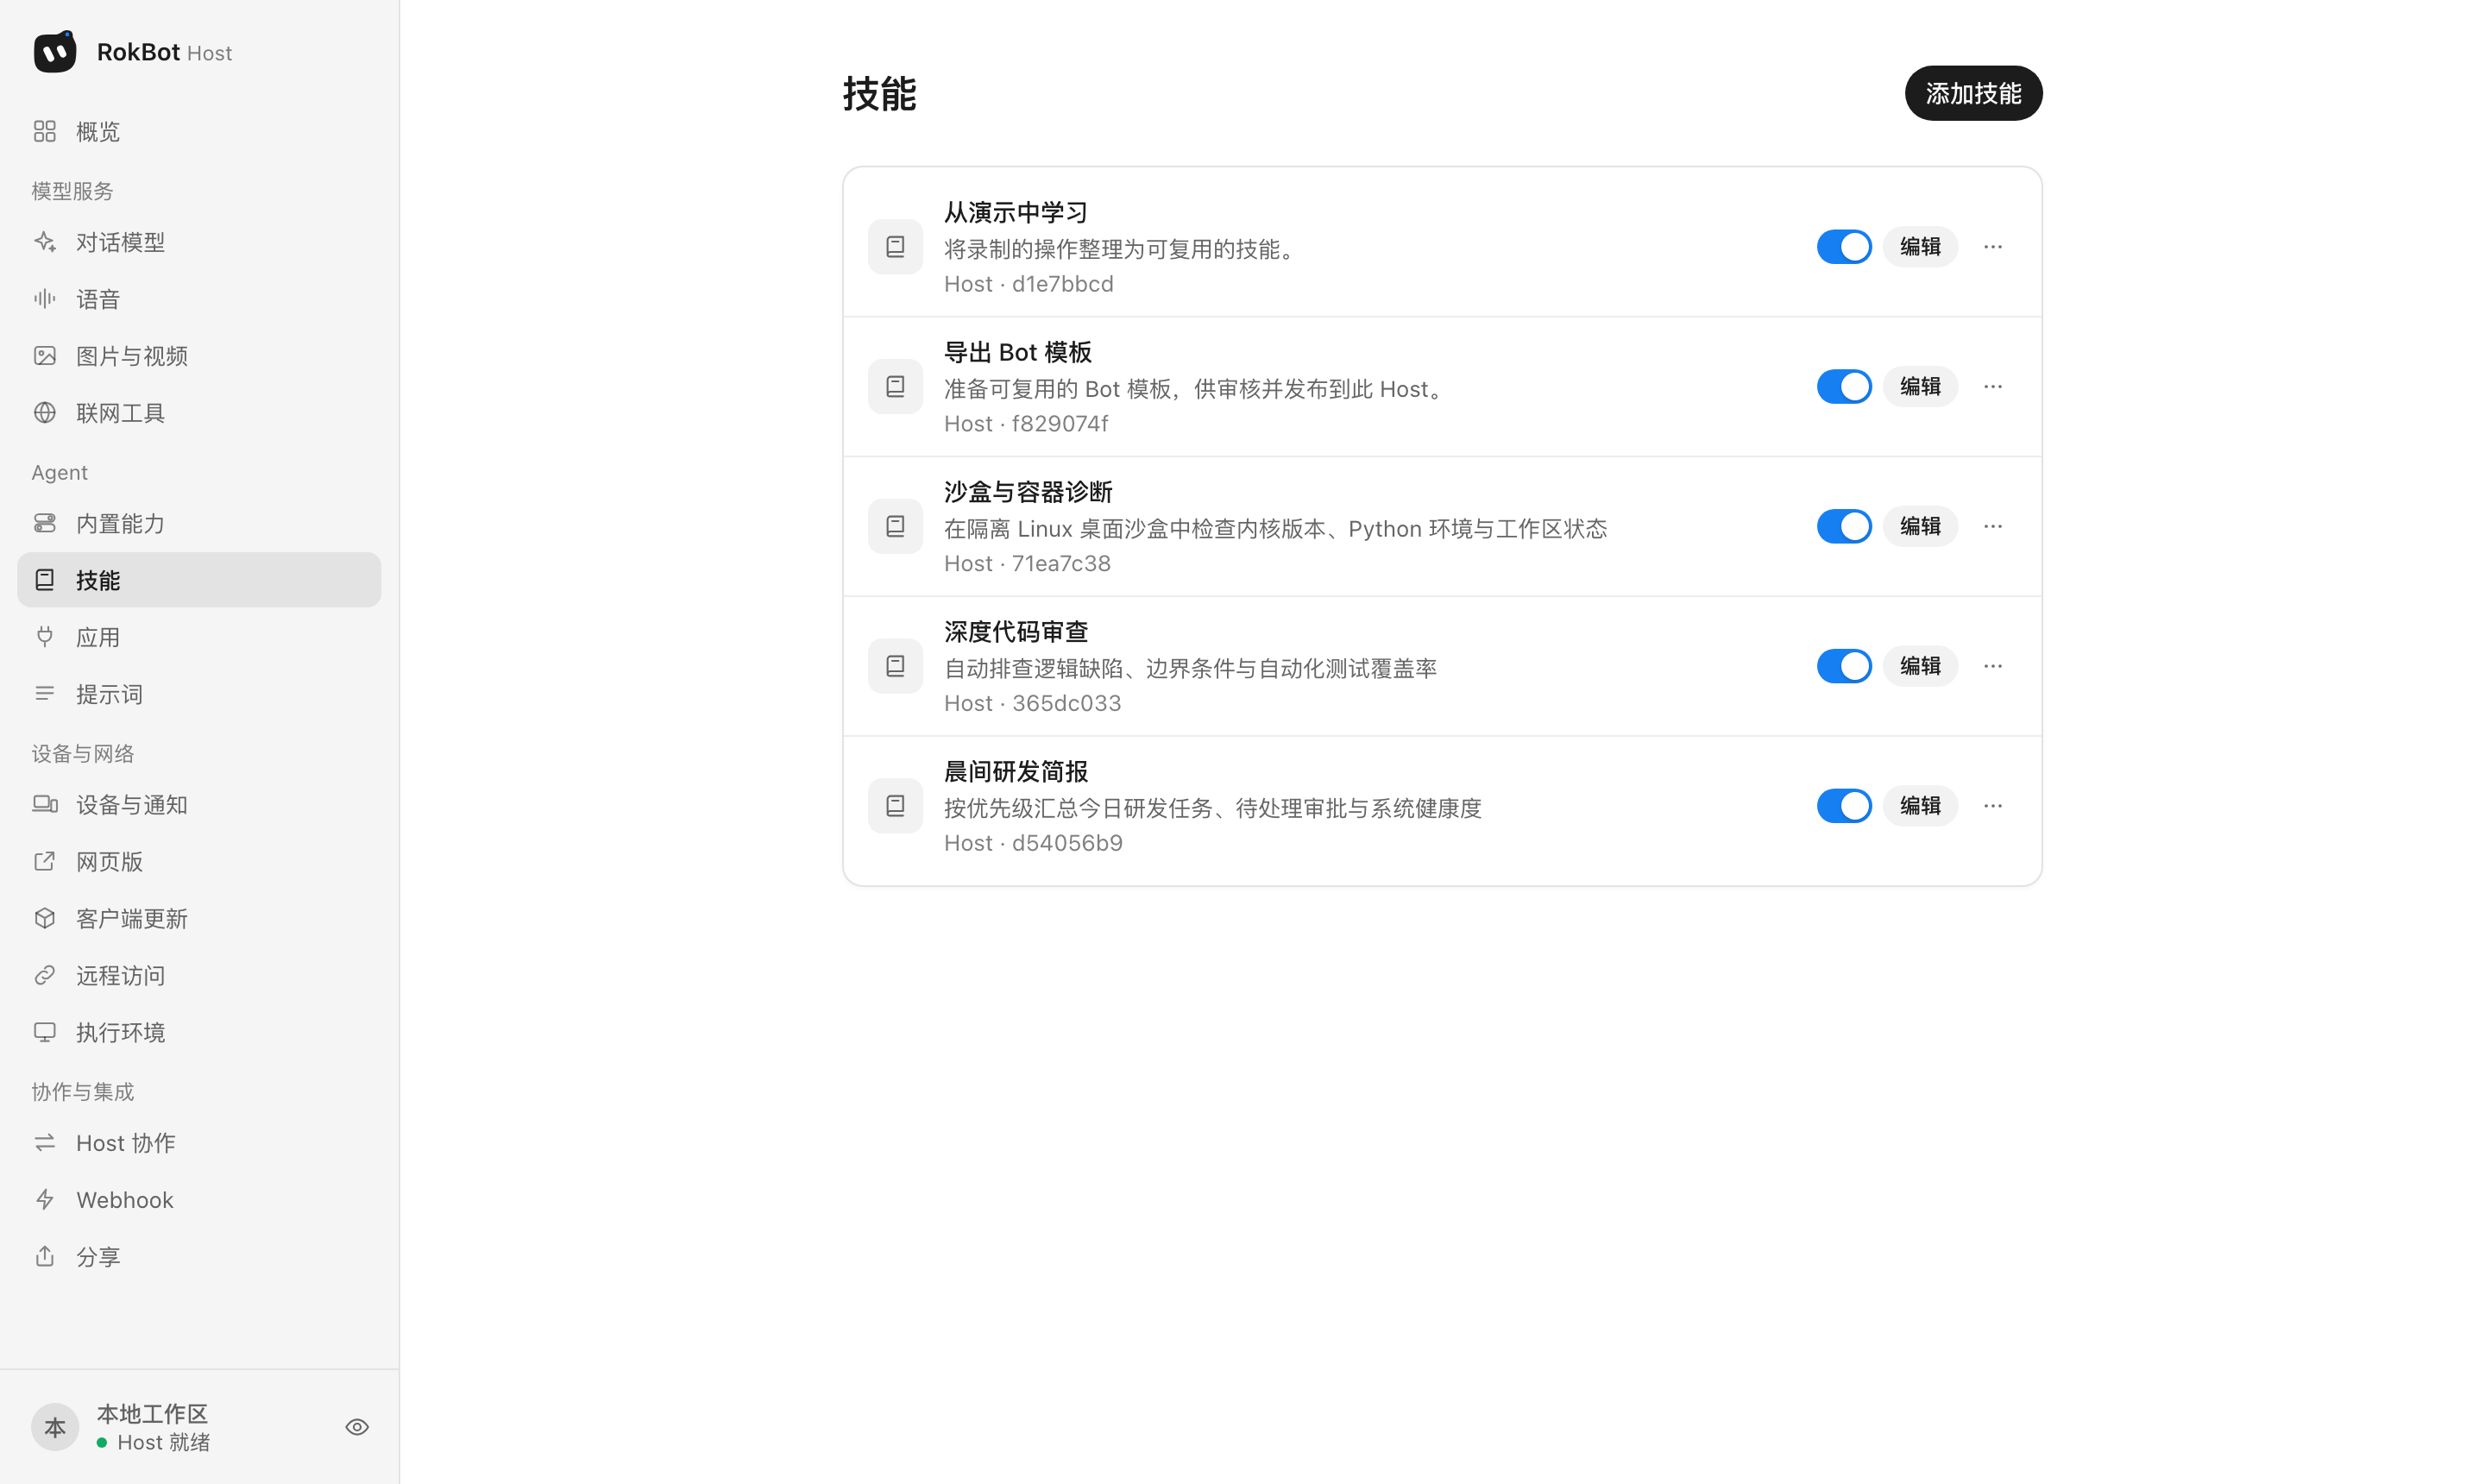 RokBot Host
概览
模型服务
对话模型
语音
图片与视频
联网工具
Agent
内置能力
技能
应用
提示词
设备与网络
设备与通知
网页版
客户端更新
远程访问
执行环境
协作与集成
Host 协作
Webhook
分享
本
本地工作区
Host 就绪
技能
添加技能
从演示中学习
将录制的操作整理为可复用的技能。
Host · d1e7bbcd
编辑
导出 Bot 模板
准备可复用的 Bot 模板，供审核并发布到此 Host。
Host · f829074f
编辑
沙盒与容器诊断
在隔离 Linux 桌面沙盒中检查内核版本、Python 环境与工作区状态
Host · 71ea7c38
编辑
深度代码审查
自动排查逻辑缺陷、边界条件与自动化测试覆盖率
Host · 365dc033
编辑
晨间研发简报
按优先级汇总今日研发任务、待处理审批与系统健康度
Host · d54056b9
编辑